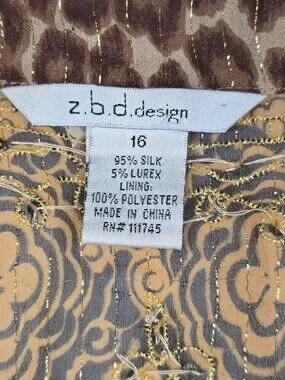 z.b.d.design
16
95% SILK
5% LUREX
LINING:
100% POLYESTER
MADE IN CHINA
RN# 111745